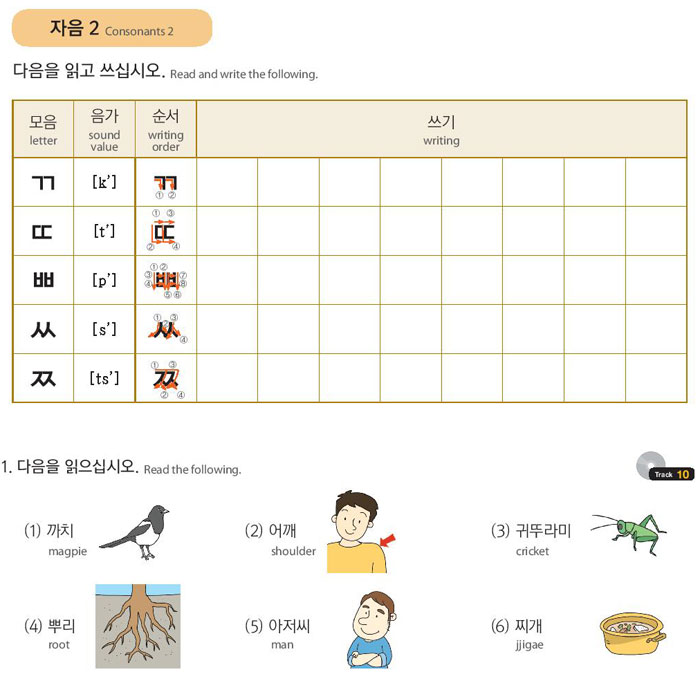 자음 2 Consonants 2
다음을 읽고 쓰십시오. Read and write the following.
모음 음가 순서 쓰기
letter sound value writing order writing
ㄲ [k'] ㄲ ① ②
ㄸ [t'] ① ③ ㄸ ② ④
ㅃ [p'] ① ② ③ ④ ㅃ ⑦ ⑧ ⑤ ⑥
ㅆ [s'] ① ③ ㅆ ④
ㅉ [ts'] ① ③ ㅉ ② ④
1. 다음을 읽으십시오. Read the following.
Track 10
(1) 까치 (2) 어깨 (3) 귀뚜라미
magpie shoulder cricket
(4) 뿌리 (5) 아저씨 (6) 찌개
root man jjigae